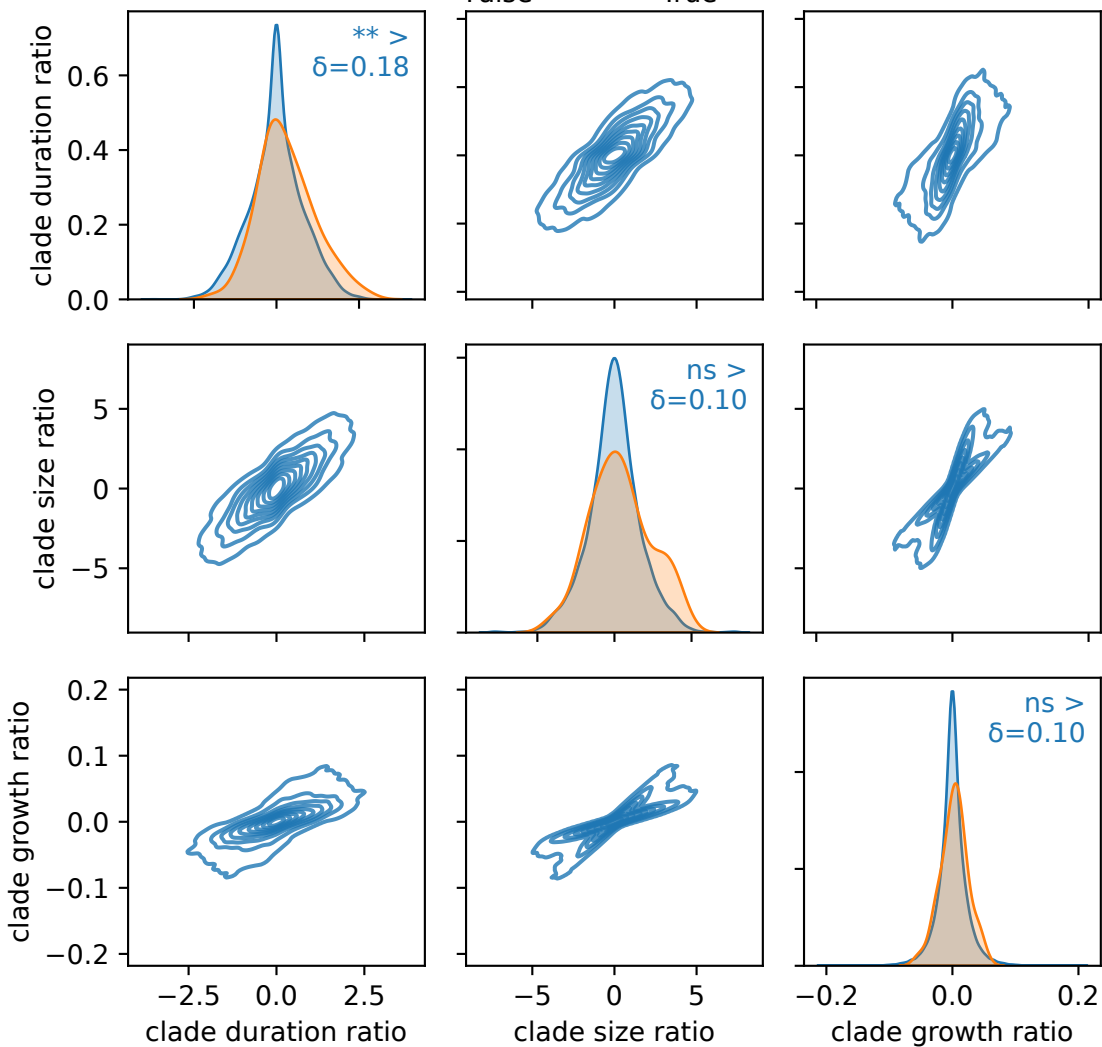 False True
clade duration ratio
** >
δ=0.18
0.6
0.4
0.2
0.0
clade size ratio
5
0
−5
ns >
δ=0.10
clade growth ratio
0.2
0.1
0.0
−0.1
−0.2
ns >
δ=0.10
−2.5 0.0 2.5 −5 0 5 −0.2 0.0 0.2
clade duration ratio clade size ratio clade growth ratio